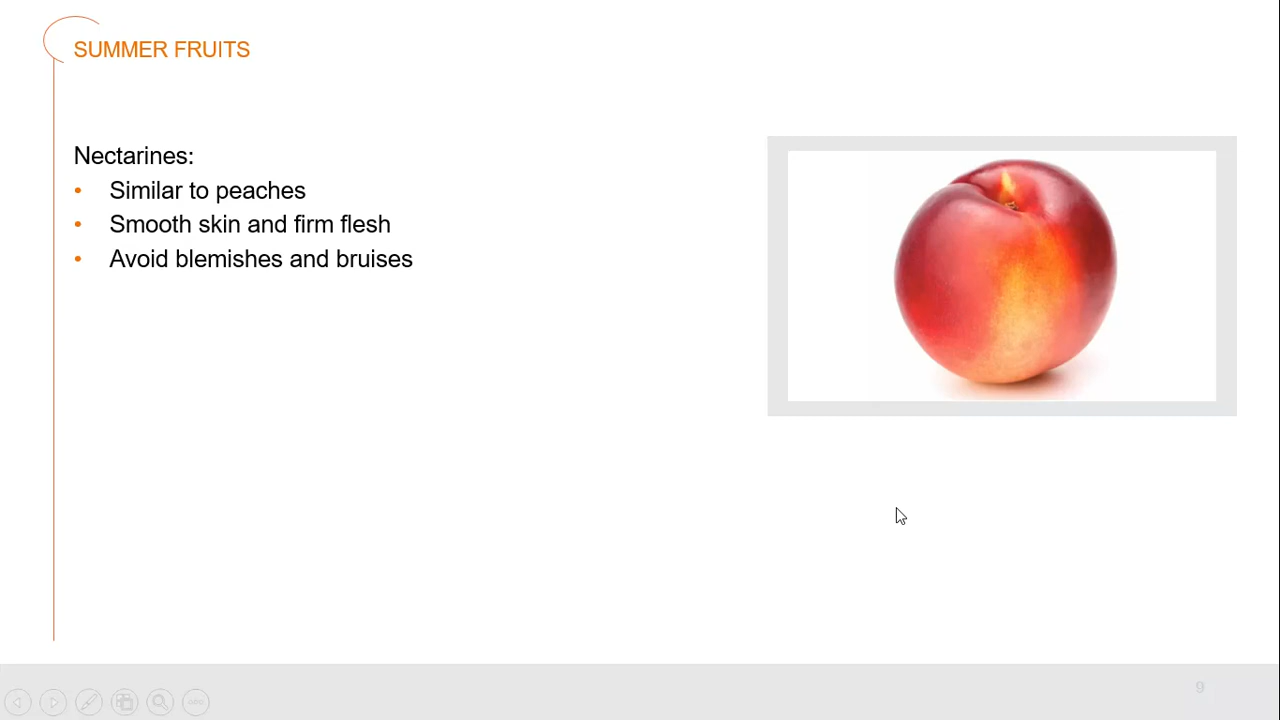 SUMMER FRUITS
Nectarines:
• Similar to peaches
• Smooth skin and firm flesh
• Avoid blemishes and bruises
9